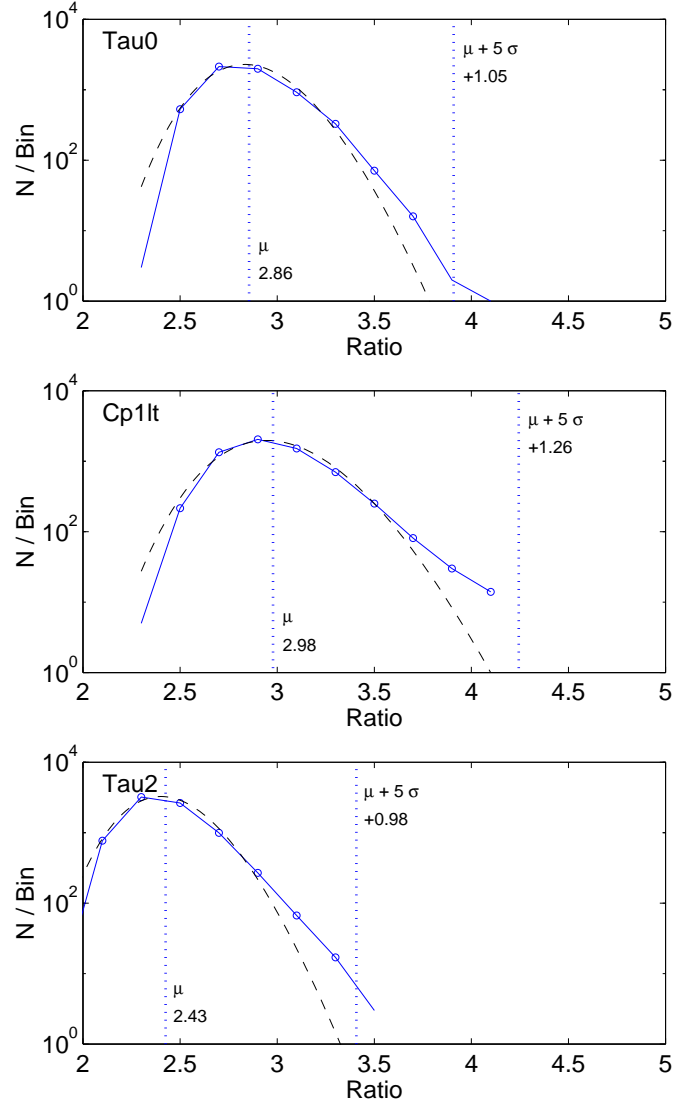 Tau0
μ + 5 σ
+1.05
μ
2.86
10^4
10^2
10^0
N / Bin
2 2.5 3 3.5 4 4.5 5
Ratio
Cp1lt
μ + 5 σ
+1.26
μ
2.98
10^4
10^2
10^0
N / Bin
2 2.5 3 3.5 4 4.5 5
Ratio
Tau2
μ + 5 σ
+0.98
μ
2.43
10^4
10^2
10^0
N / Bin
2 2.5 3 3.5 4 4.5 5
Ratio